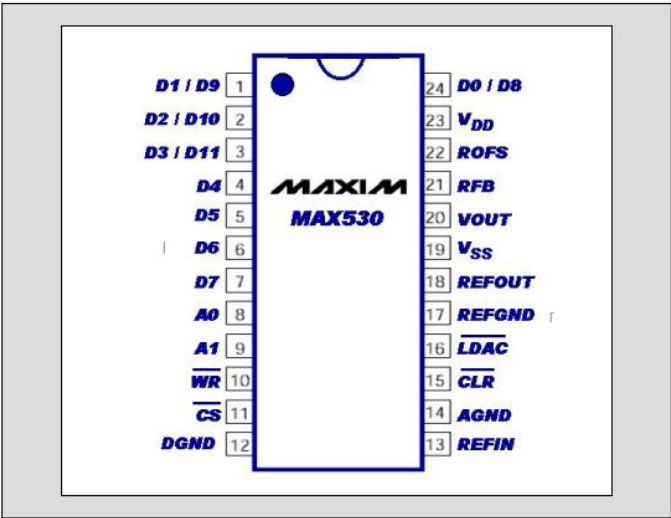 D1 / D9 1 24 D0 / D8
D2 / D10 2 23 VDD
D3 / D11 3 22 ROFS
D4 4 MAXIM 21 RFB
D5 5 MAX530 20 VOUT
D6 6 19 VSS
D7 7 18 REFOUT
A0 8 17 REFGND
A1 9 16 LDAC
WR 10 15 CLR
CS 11 14 AGND
DGND 12 13 REFIN